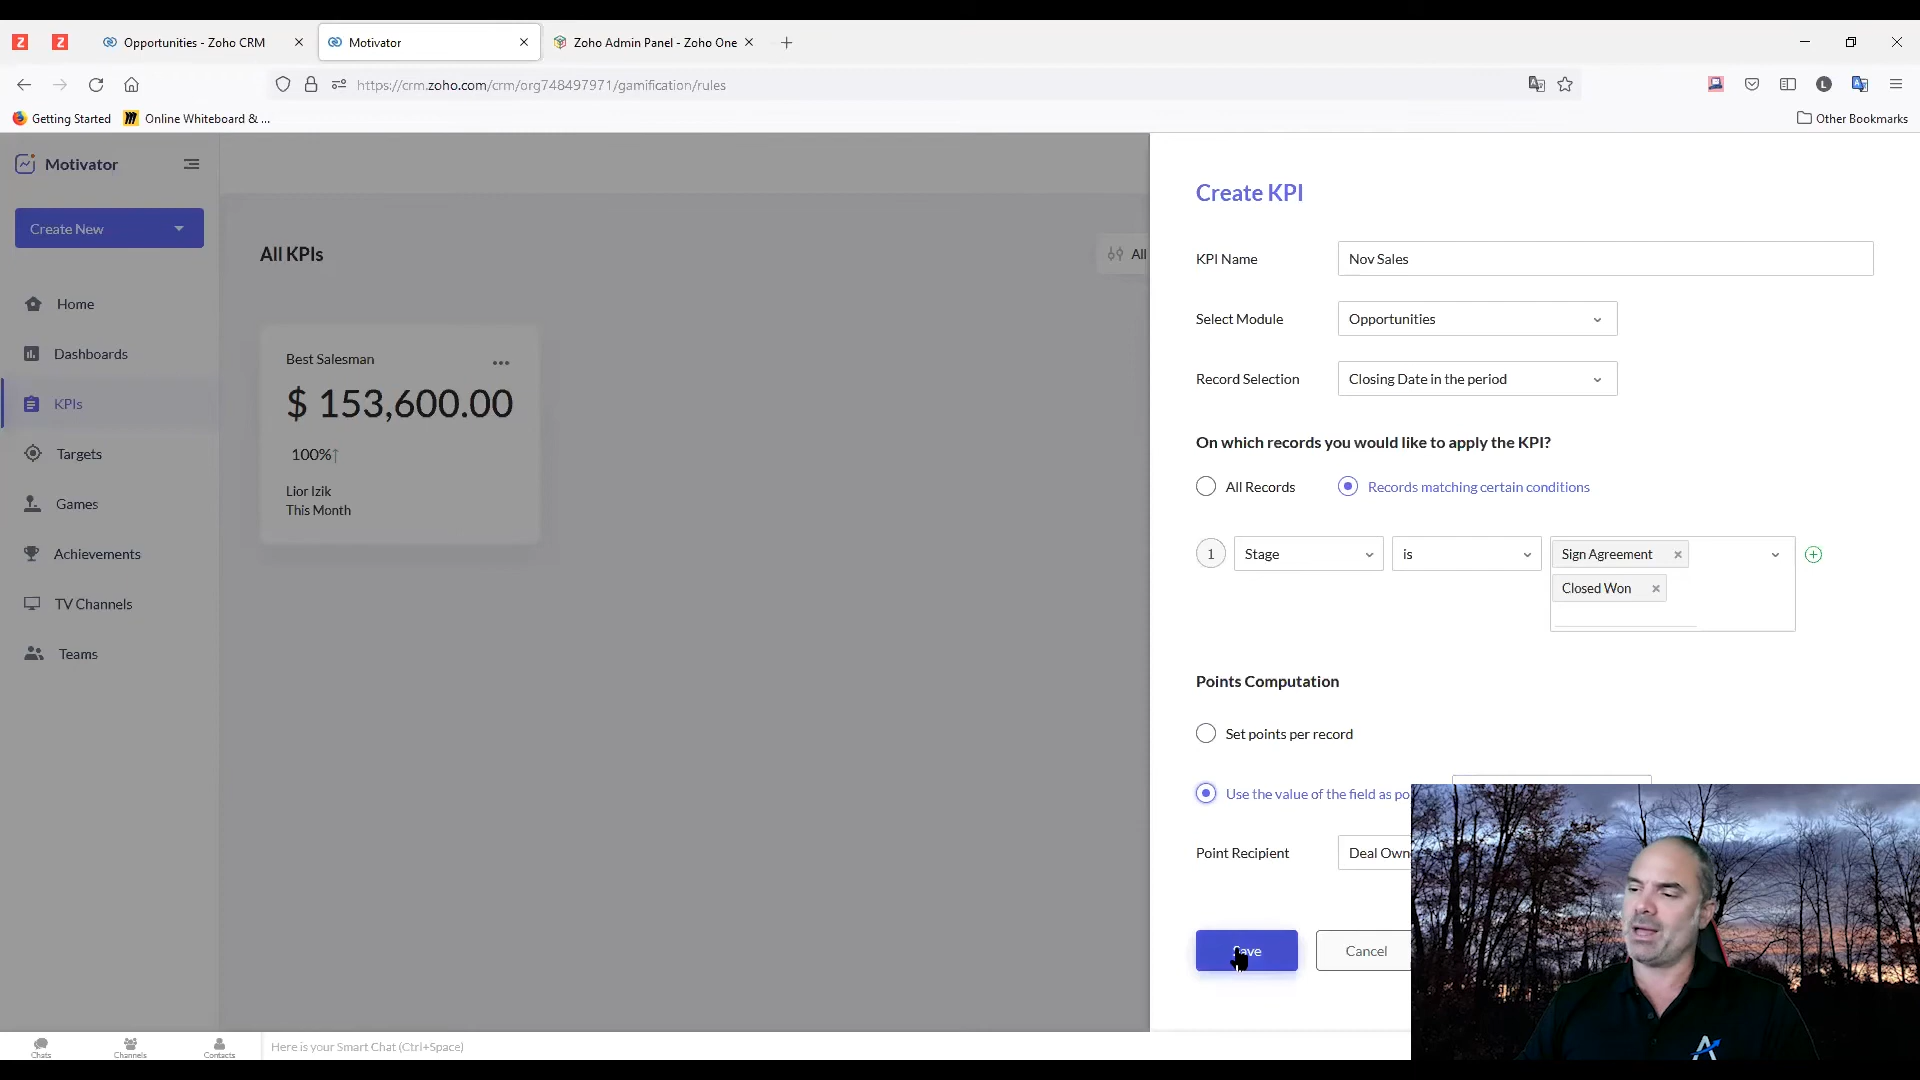 Opportunities - Zoho CRM
Motivator
Zoho Admin Panel - Zoho One
https://crm.zoho.com/crm/org748497971/gamification/rules
Getting Started
Online Whiteboard & ...
Other Bookmarks
Motivator
Create New
Home
Dashboards
KPIs
Targets
Games
Achievements
TV Channels
Teams
All KPIs
All
Best Salesman
$ 153,600.00
100%↑
Lior Izik
This Month
Create KPI
KPI Name
Nov Sales
Select Module
Opportunities
Record Selection
Closing Date in the period
On which records you would like to apply the KPI?
All Records
Records matching certain conditions
1
Stage
is
Sign Agreement
Closed Won
Points Computation
Set points per record
Use the value of the field as po
Point Recipient
Deal Own
Save
Cancel
Chats
Channels
Contacts
Here is your Smart Chat (Ctrl+Space)